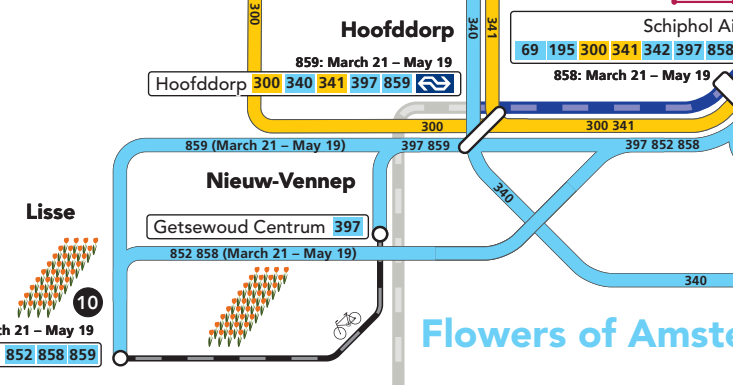 300
340
341
Hoofddorp
859: March 21 – May 19
Hoofddorp 300 340 341 397 859
Schiphol Ai
69 195 300 341 342 397 858
858: March 21 – May 19
300
300 341
859 (March 21 – May 19)
397 859
397 852 858
Nieuw-Vennep
340
Lisse
Getsewoud Centrum 397
852 858 (March 21 – May 19)
340
10
ch 21 – May 19
852 858 859
Flowers of Amste